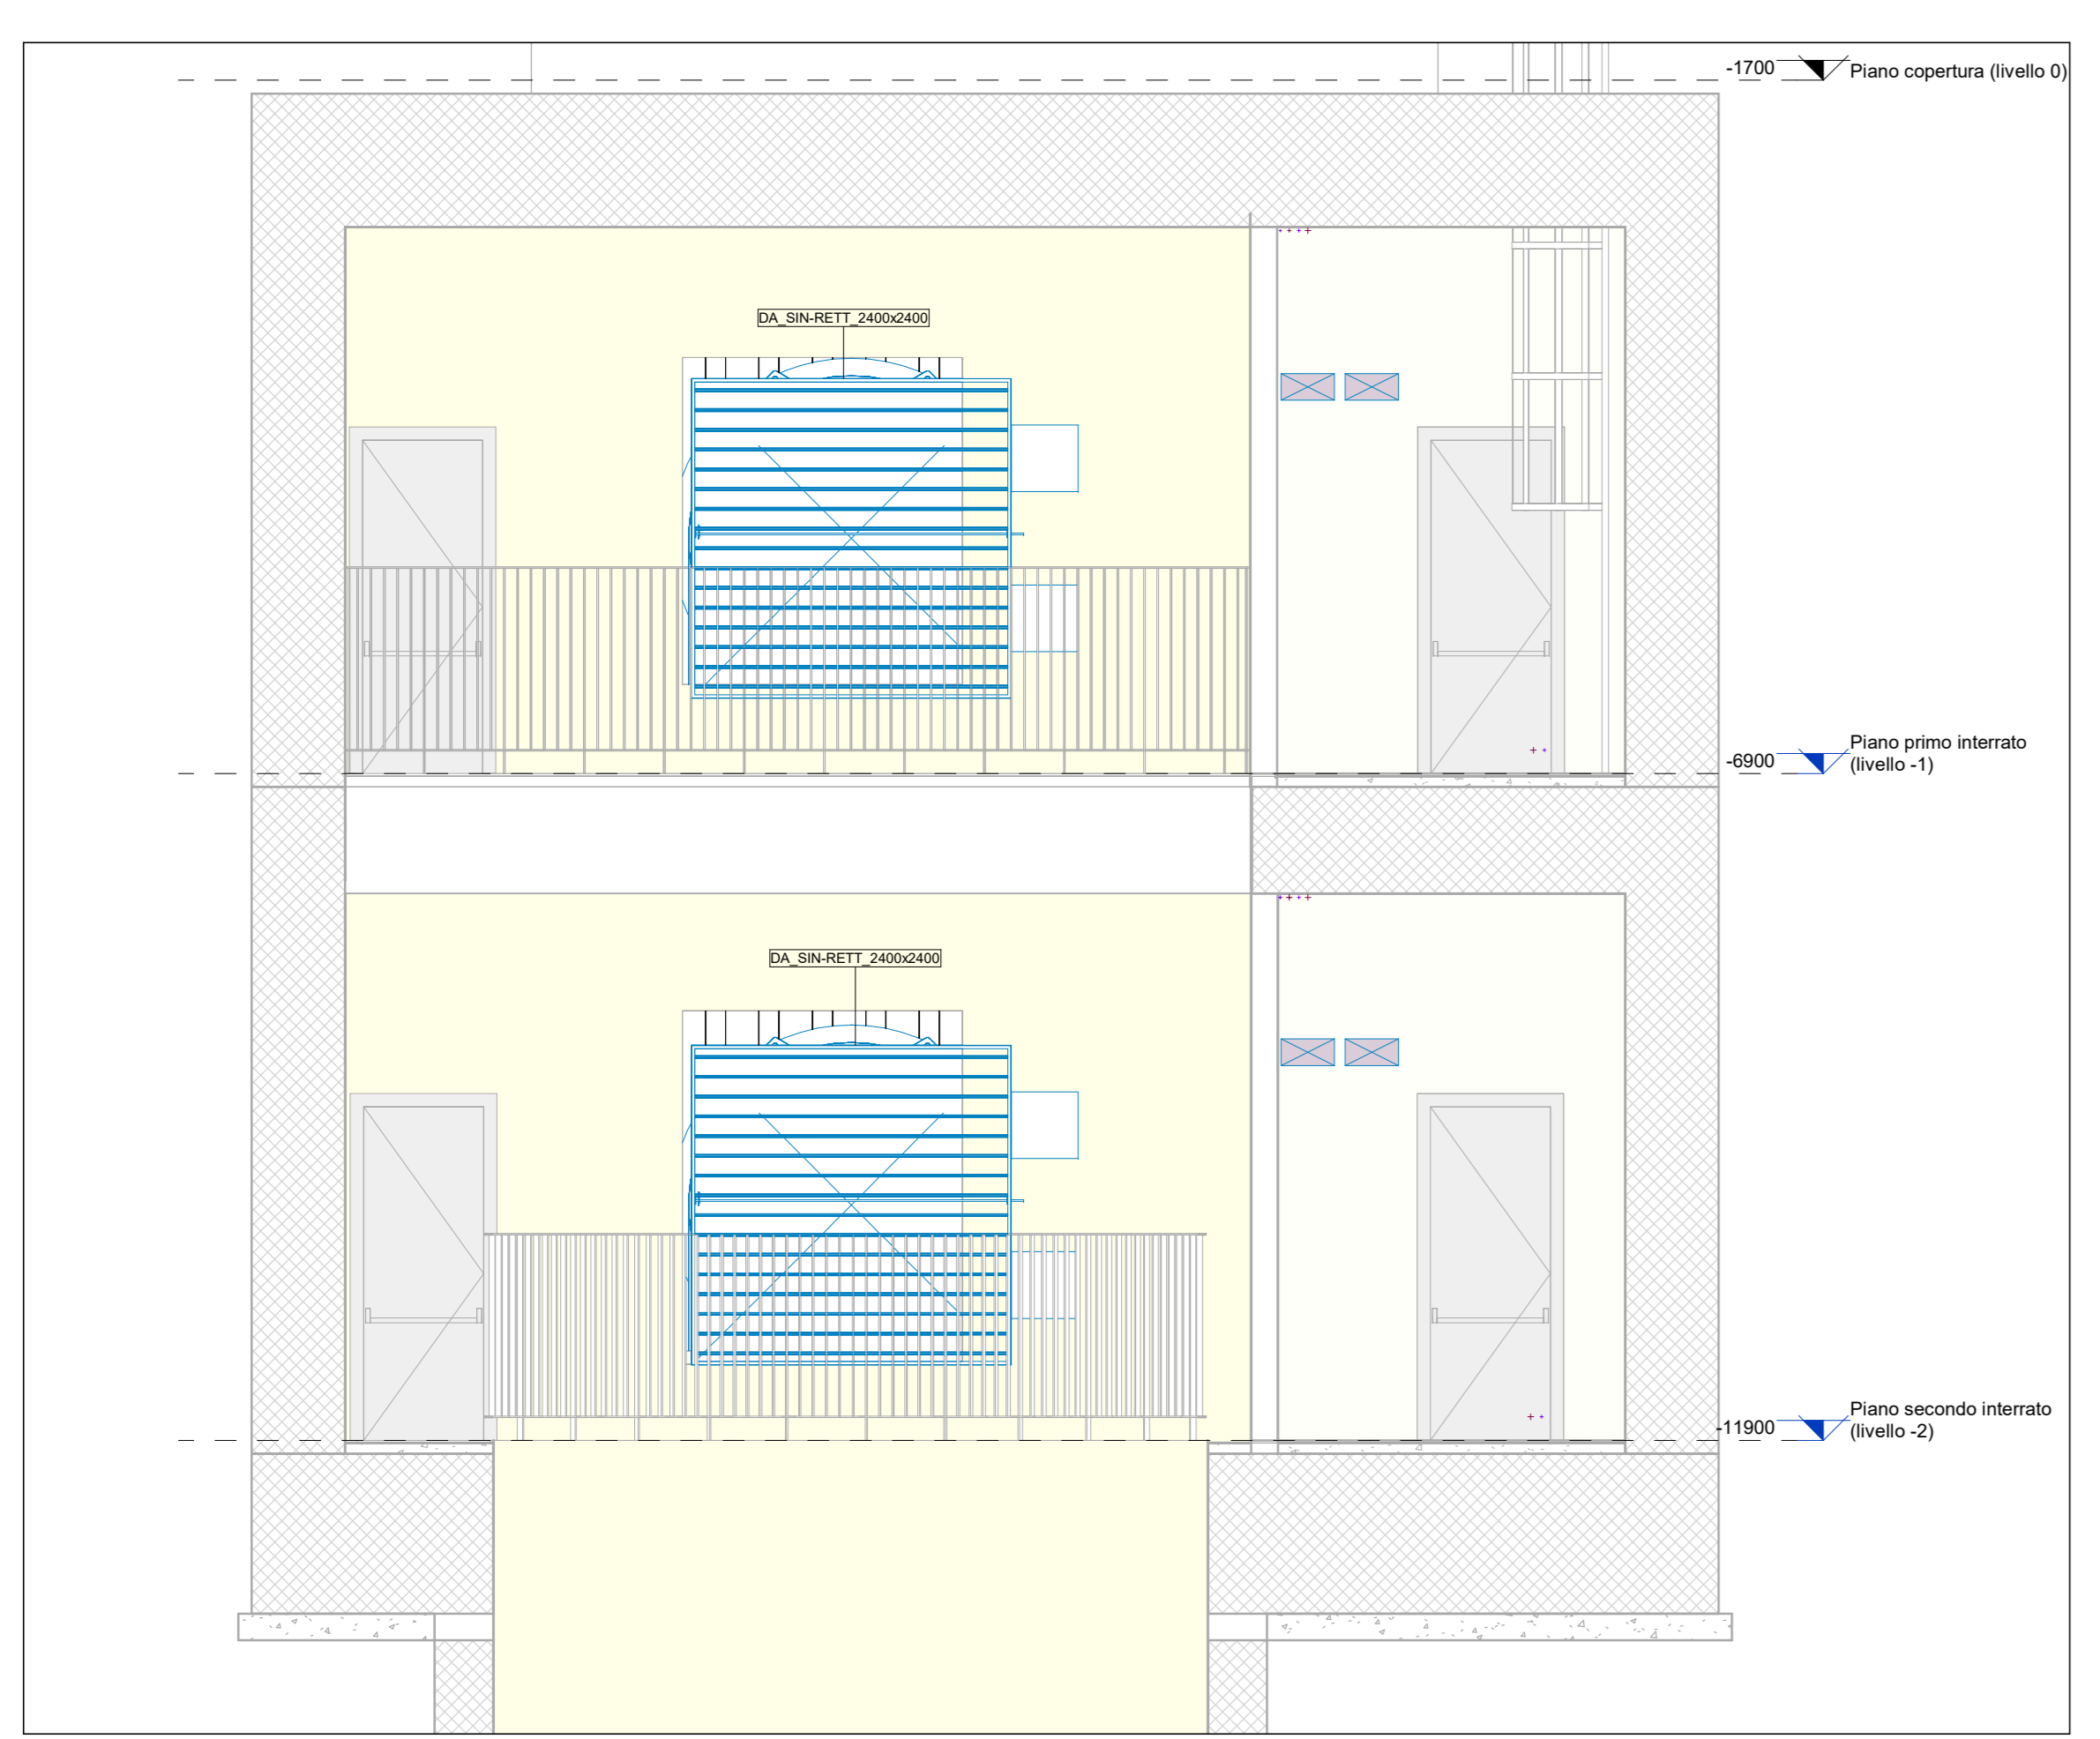 -1700
Piano copertura (livello 0)
DA_SIN-RETT_2400x2400
Piano primo interrato
-6900
(livello -1)
DA_SIN-RETT_2400x2400
Piano secondo interrato
-11900
(livello -2)